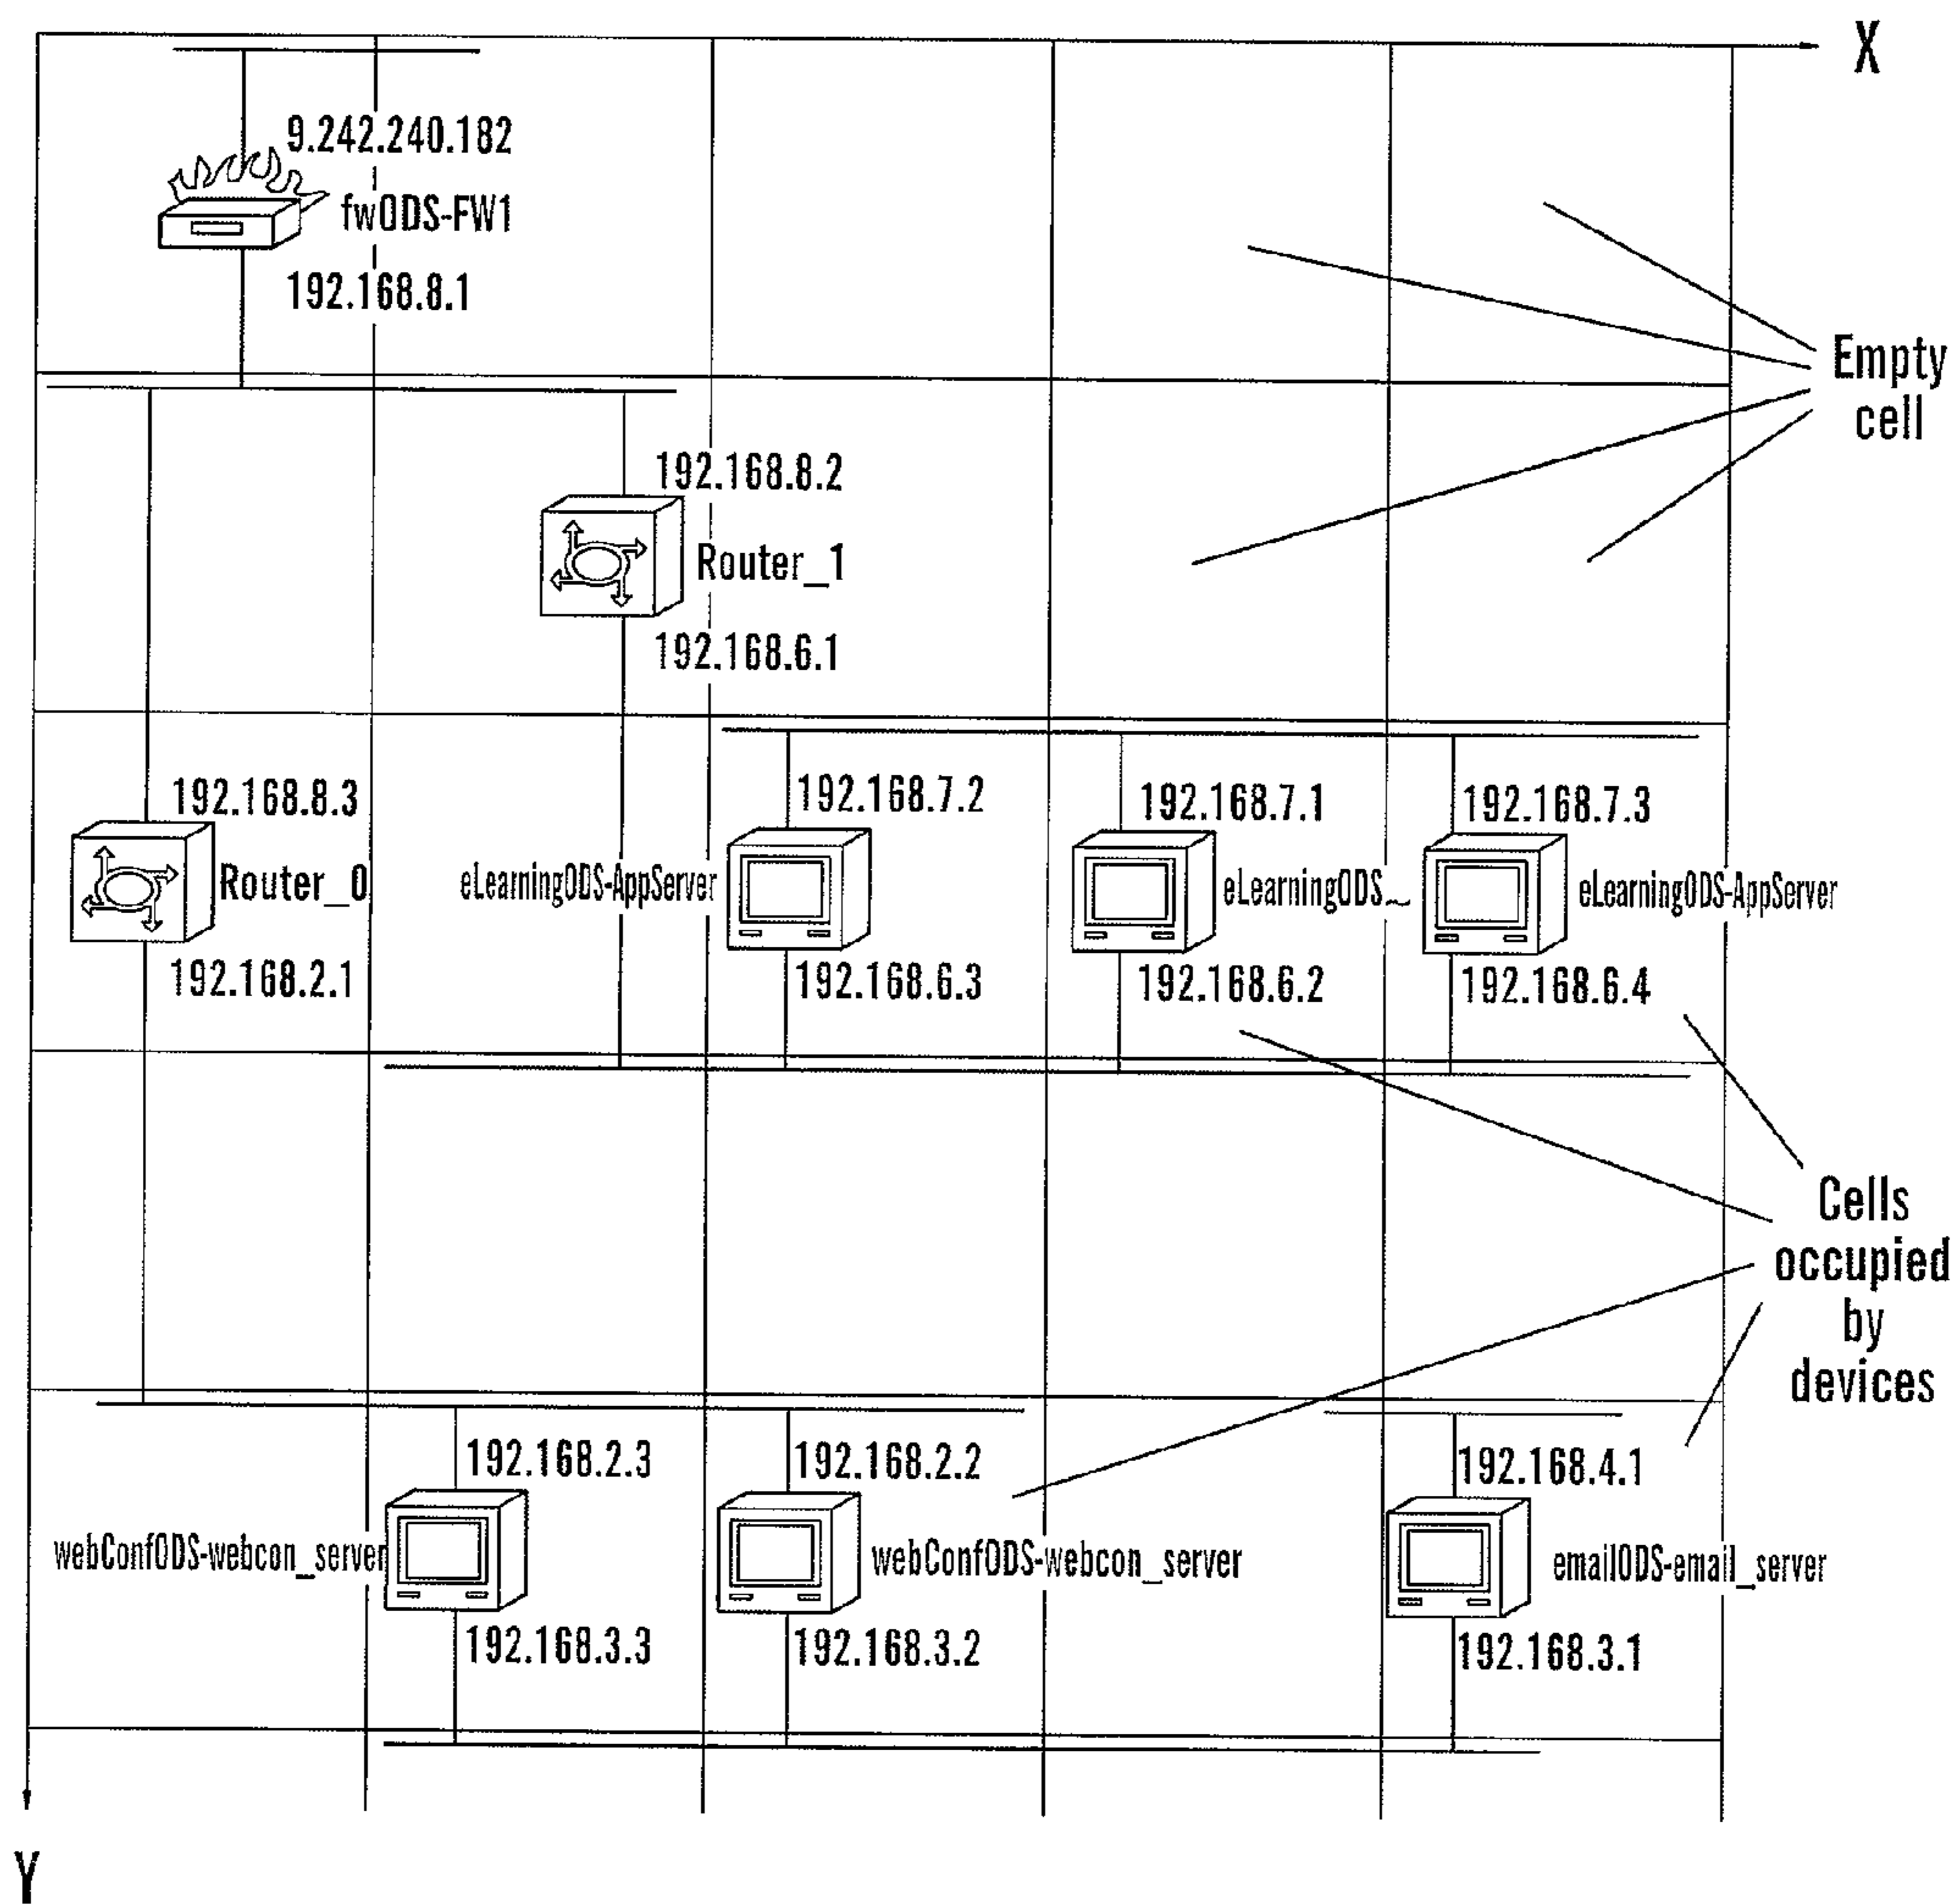 X
9.242.240.182
fwODS-FW1
192.168.8.1
Empty
cell
192.168.8.2
Router_1
192.168.6.1
192.168.8.3
Router_0
192.168.2.1
192.168.7.2
eLearningODS-AppServer
192.168.6.3
192.168.7.1
eLearningODS~
192.168.6.2
192.168.7.3
eLearningODS-AppServer
192.168.6.4
Cells
occupied
by
devices
192.168.2.3
webConfODS-webcon_server
192.168.3.3
192.168.2.2
webConfODS-webcon_server
192.168.3.2
192.168.4.1
emailODS-email_server
192.168.3.1
Y